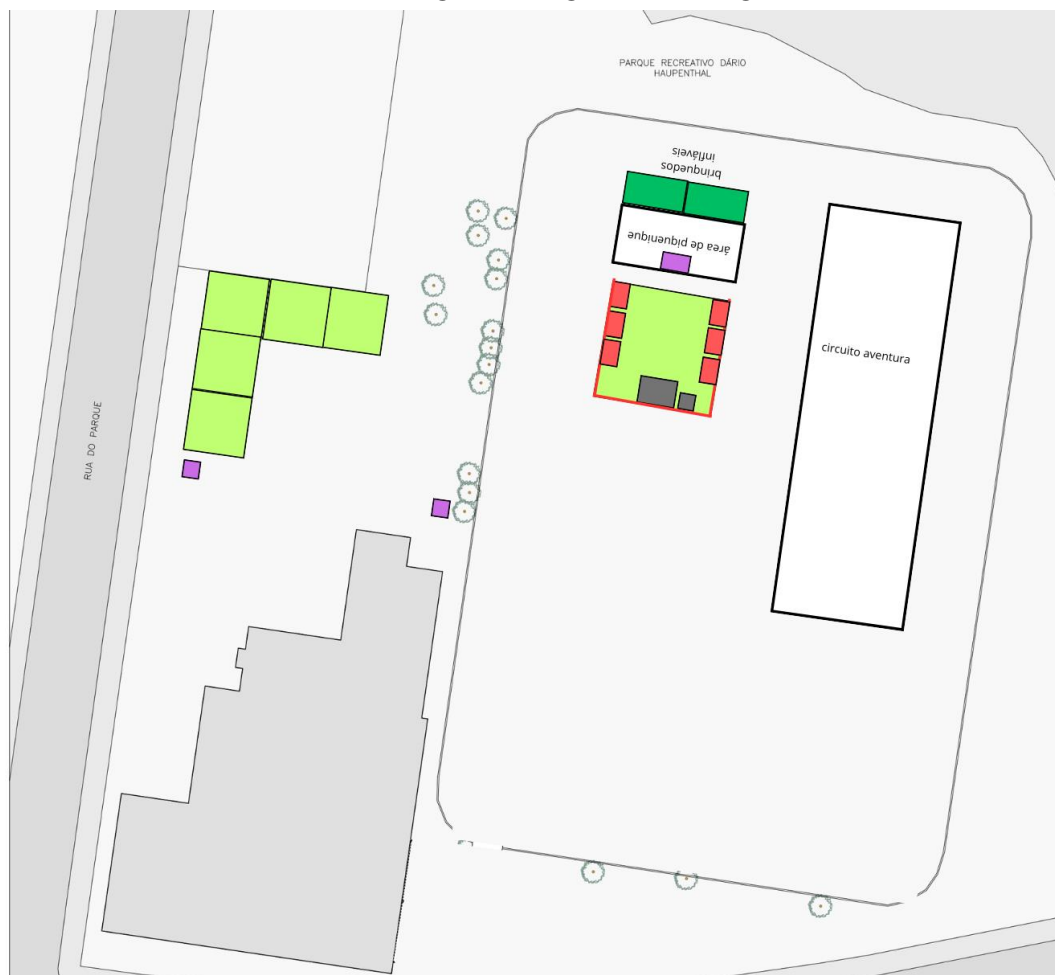 PARQUE RECREATIVO DÁRIO
HAUPENTHAL
brinquedos
infláveis
área de piquenique
circuito aventura
RUA DO PARQUE